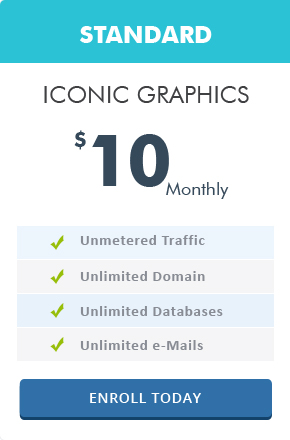 STANDARD
ICONIC GRAPHICS
$10 Monthly
Unmetered Traffic
Unlimited Domain
Unlimited Databases
Unlimited e-Mails
ENROLL TODAY